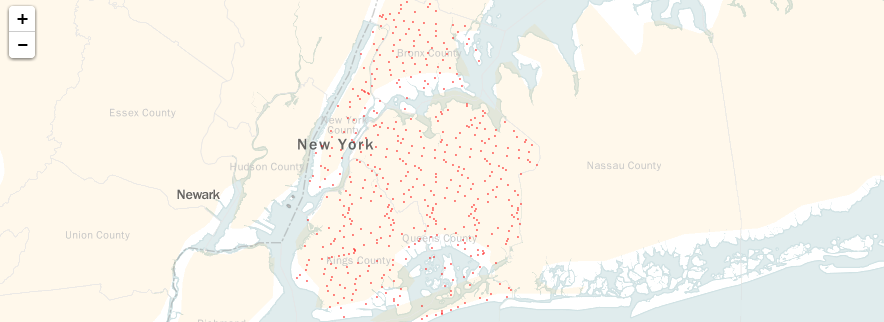 +
−
Bronx County
Essex County
New York
County
New York
Hudson County
Nassau County
Newark
Union County
Queens County
Kings County
Richmond